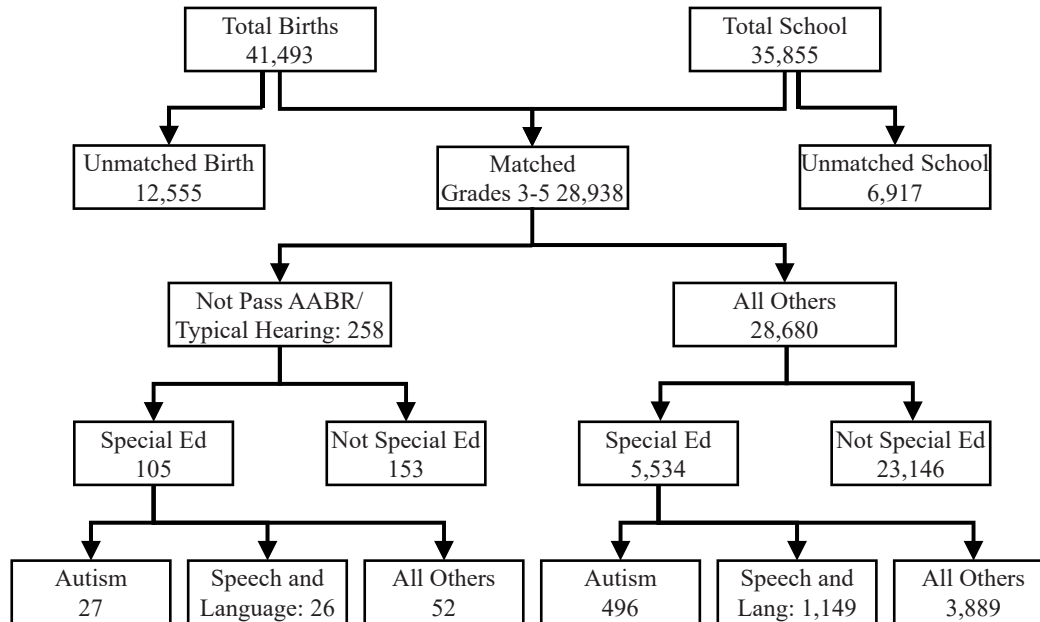 Total Births
41,493
Total School
35,855
Unmatched Birth
12,555
Matched
Grades 3-5 28,938
Unmatched School
6,917
Not Pass AABR/
Typical Hearing: 258
All Others
28,680
Special Ed
105
Not Special Ed
153
Special Ed
5,534
Not Special Ed
23,146
Autism
27
Speech and
Language: 26
All Others
52
Autism
496
Speech and
Lang: 1,149
All Others
3,889